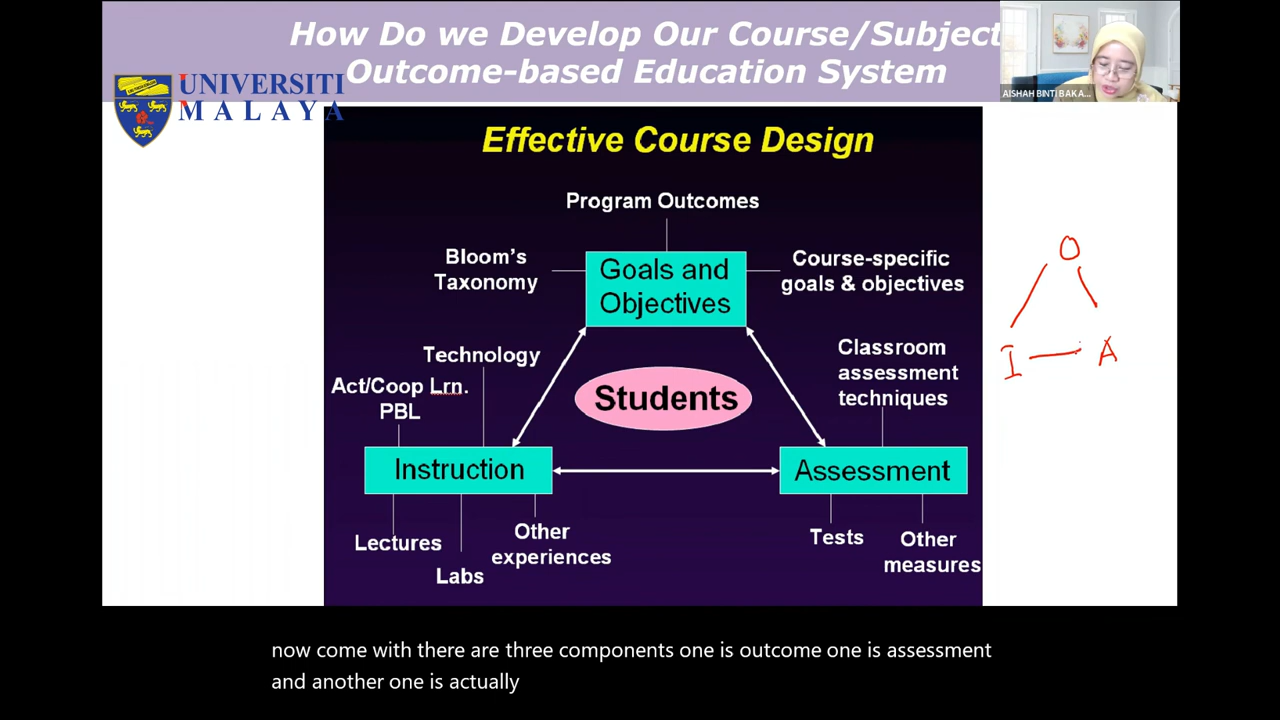 How Do we Develop Our Course/Subject
Outcome-based Education System
UNIVERSITI
MALAYA
AISHAH BINTI BAKA...
Effective Course Design
Program Outcomes
Bloom's
Taxonomy
Goals and
Objectives
Course-specific
goals & objectives
O
I
A
Technology
Act/Coop Lrn.
PBL
Students
Classroom
assessment
techniques
Instruction
Assessment
Lectures
Labs
Other
experiences
Tests
Other
measures
now come with there are three components one is outcome one is assessment
and another one is actually